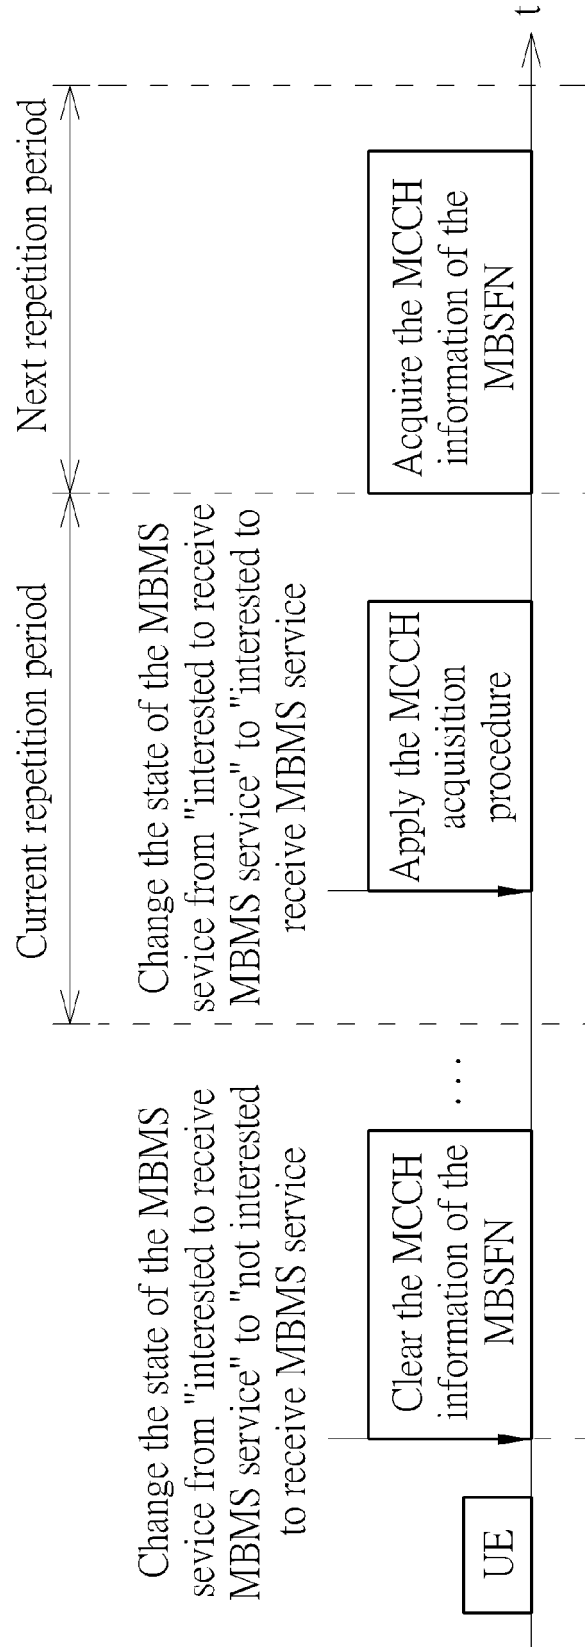 Current repetition period
Next repetition period
Change the state of the MBMS
sevice from "interested to receive
MBMS service" to "not interested
to receive MBMS service
Change the state of the MBMS
sevice from "interested to receive
MBMS service" to "interested to
receive MBMS service
UE
Clear the MCCH
information of the
MBSFN
...
Apply the MCCH
acquisition
procedure
Acquire the MCCH
information of the
MBSFN
t